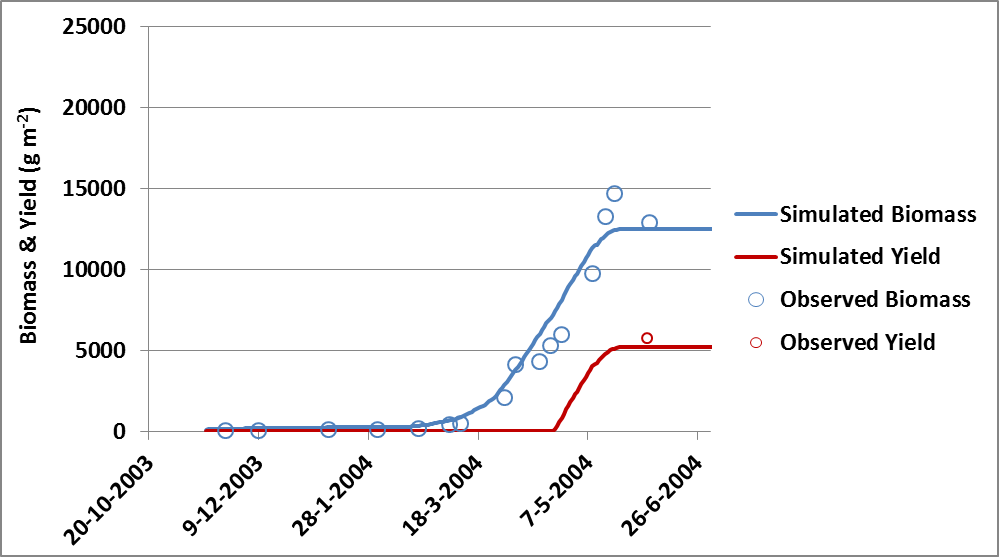 Biomass & Yield (g m-2)
25000
20000
15000
10000
5000
0
20-10-2003
9-12-2003
28-1-2004
18-3-2004
7-5-2004
26-6-2004
Simulated Biomass
Simulated Yield
Observed Biomass
Observed Yield